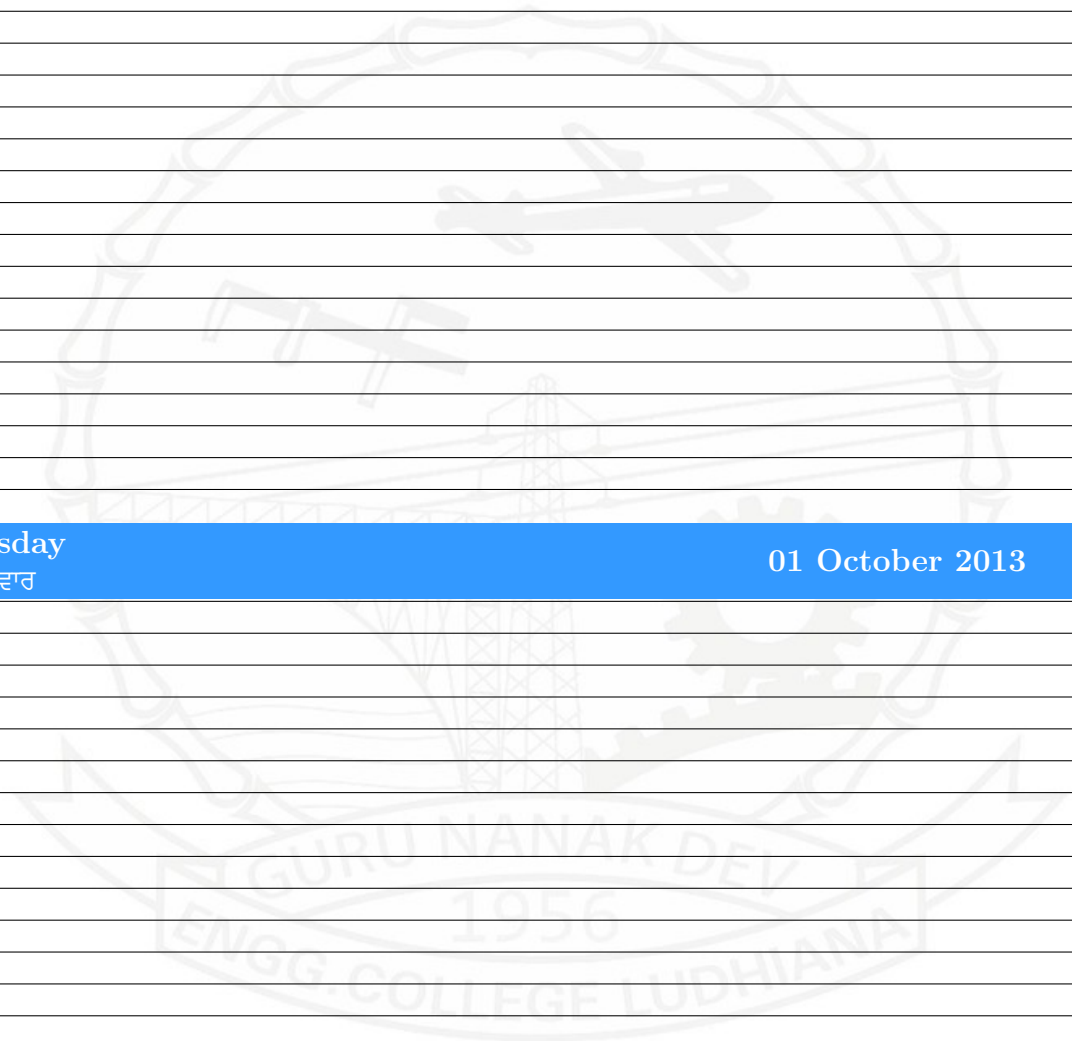 sday
ਵਾਰ
01 October 2013
GURU NANAK DEV
1956
ENGG. COLLEGE LUDHIANA